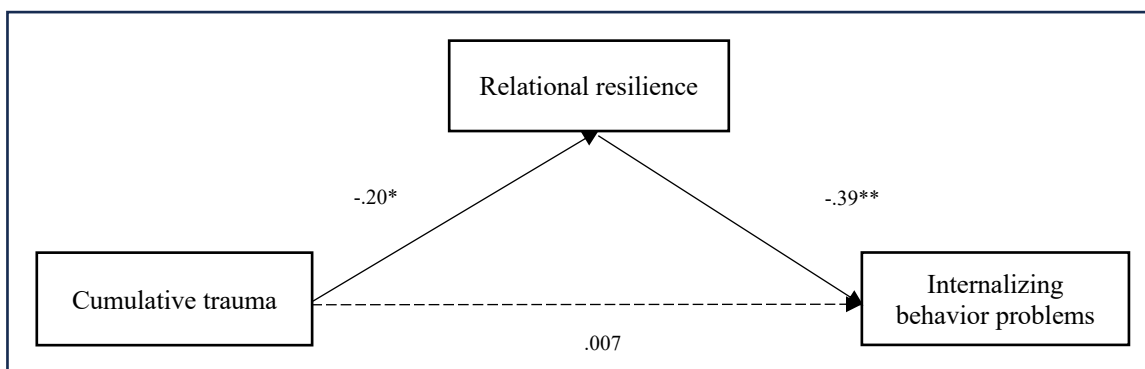 Relational resilience
-.20*
-.39**
Cumulative trauma
Internalizing
behavior problems
.007